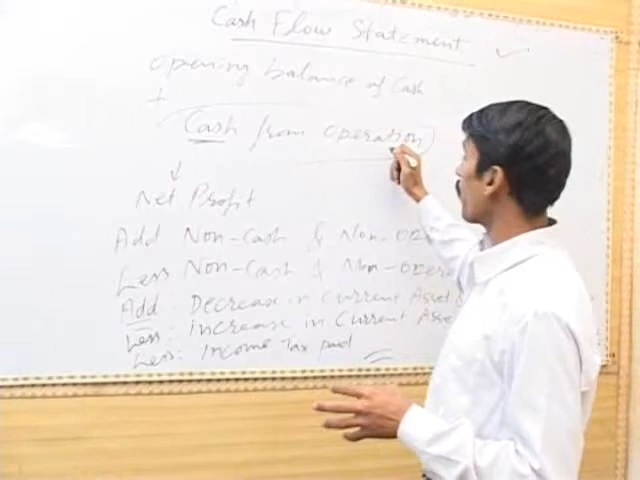 Cash Flow Statement
opening balance of Cash
+
Cash from operation
Net Profit
Add Non-Cash & Non-ope
Less Non-Cash & Non-oper
Add: Decrease in Current Asset &
Less: increase in Current Asse
Less: Income Tax paid